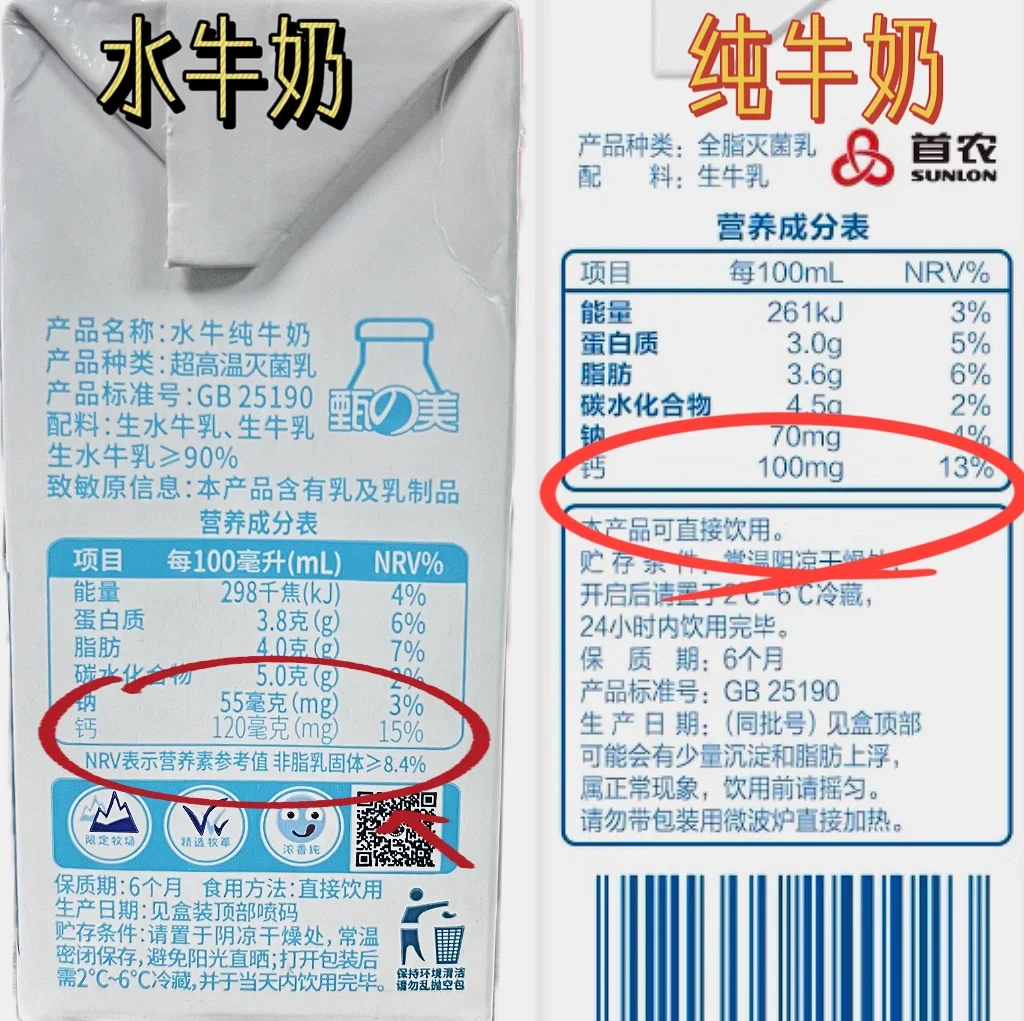 水牛奶
产品名称:水牛纯牛奶
产品种类:超高温灭菌乳
产品标准号:GB 25190
配料:生水牛乳、生牛乳
生水牛乳≥90%
致敏原信息:本产品含有乳及乳制品
甄の美
营养成分表
项目 每100毫升(mL) NRV%
能量 298千焦(kJ) 4%
蛋白质 3.8克(g) 6%
脂肪 4.0克(g) 7%
碳水化合物 5.0克(g) 2%
钠 55毫克(mg) 3%
钙 120毫克(mg) 15%
NRV表示营养素参考值 非脂乳固体≥8.4%
限定牧场 精选牧草 浓香纯
保质期:6个月 食用方法:直接饮用
生产日期:见盒装顶部喷码
贮存条件:请置于阴凉干燥处,常温
密闭保存,避免阳光直晒;打开包装后
需2°C~6°C冷藏,并于当天内饮用完毕。
保持环境清洁
请勿乱抛空包
纯牛奶
产品种类：全脂灭菌乳
配 料：生牛乳
首农
SUNLON
营养成分表
项目 每100mL NRV%
能量 261kJ 3%
蛋白质 3.0g 5%
脂肪 3.6g 6%
碳水化合物 4.5g 2%
钠 70mg 4%
钙 100mg 13%
本产品可直接饮用。
贮存条件：常温阴凉干燥处，
开启后请置于2℃-6℃冷藏，
24小时内饮用完毕。
保 质 期：6个月
产品标准号：GB 25190
生产日期：（同批号）见盒顶部
可能会有少量沉淀和脂肪上浮，
属正常现象，饮用前请摇匀。
请勿带包装用微波炉直接加热。